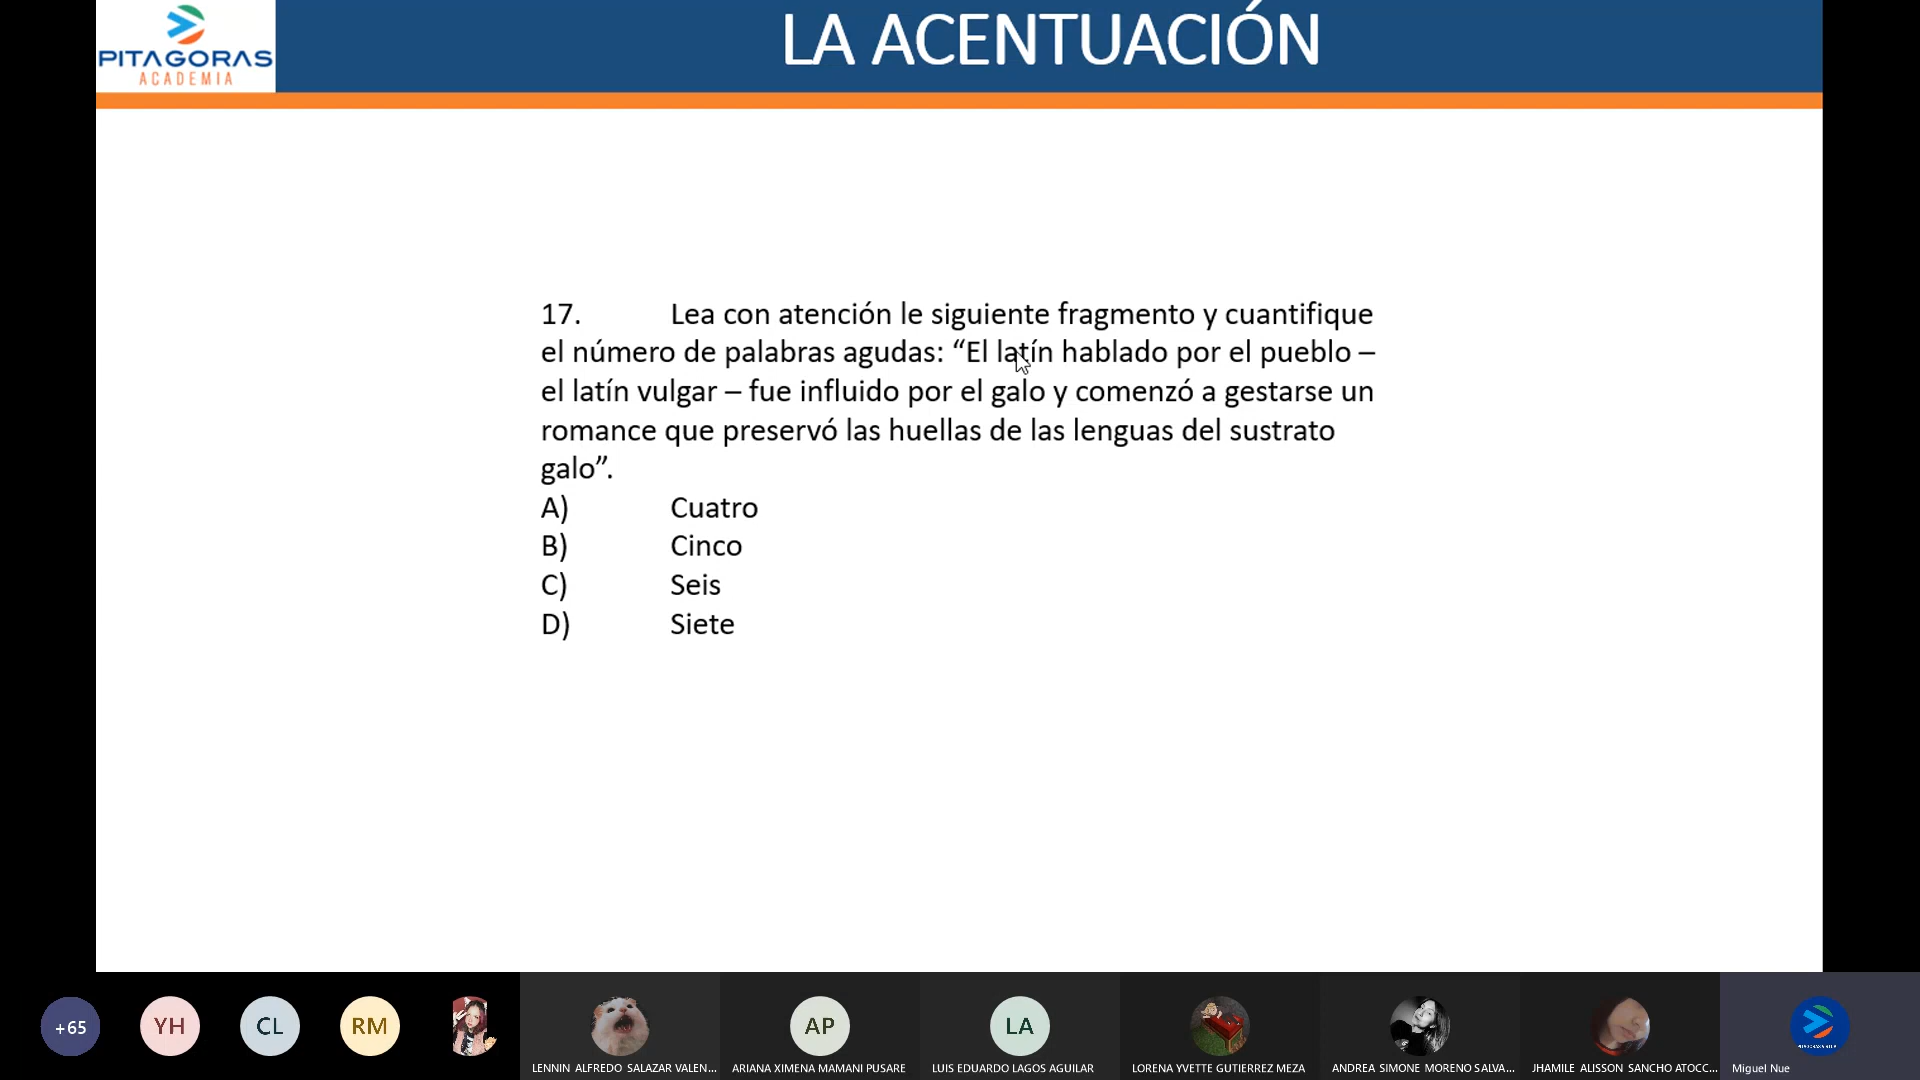 PITAGORAS
ACADEMIA
LA ACENTUACIÓN
17. Lea con atención le siguiente fragmento y cuantifique
el número de palabras agudas: “El latín hablado por el pueblo –
el latín vulgar – fue influido por el galo y comenzó a gestarse un
romance que preservó las huellas de las lenguas del sustrato
galo”.
A) Cuatro
B) Cinco
C) Seis
D) Siete
+65
YH
CL
RM
AP
LA
LENNIN ALFREDO SALAZAR VALEN...
ARIANA XIMENA MAMANI PUSARE
LUIS EDUARDO LAGOS AGUILAR
LORENA YVETTE GUTIERREZ MEZA
ANDREA SIMONE MORENO SALVA...
JHAMILE ALISSON SANCHO ATOCC...
Miguel Nue